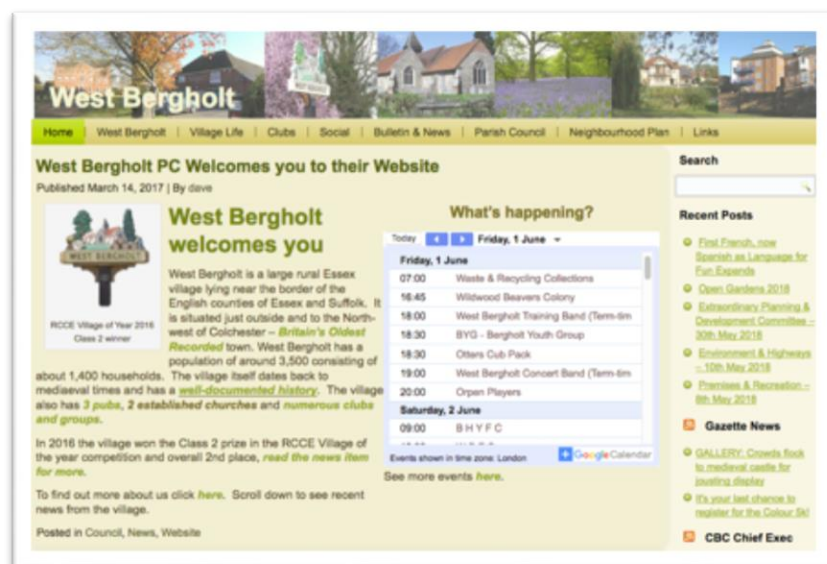 West Bergholt
Home | West Bergholt | Village Life | Clubs | Social | Bulletin & News | Parish Council | Neighbourhood Plan | Links
West Bergholt PC Welcomes you to their Website
Published March 14, 2017 | By dave
WEST BERGHOLT
RCCE Village of Year 2016
Class 2 winner
West Bergholt
welcomes you
West Bergholt is a large rural Essex
village lying near the border of the
English counties of Essex and Suffolk. It
is situated just outside and to the North-
west of Colchester – Britain's Oldest
Recorded town. West Bergholt has a
population of around 3,500 consisting of
about 1,400 households. The village itself dates back to
mediaeval times and has a well-documented history. The village
also has 3 pubs, 2 established churches and numerous clubs
and groups.
In 2016 the village won the Class 2 prize in the RCCE Village of
the year competition and overall 2nd place, read the news item
for more.
To find out more about us click here. Scroll down to see recent
news from the village.
Posted in Council, News, Website
What's happening?
Today Friday, 1 June
Friday, 1 June
07:00 Waste & Recycling Collections
16:45 Wildwood Beavers Colony
18:00 West Bergholt Training Band (Term-tim
18:30 BYG - Bergholt Youth Group
18:30 Otters Cub Pack
19:00 West Bergholt Concert Band (Term-tim
20:00 Orpen Players
Saturday, 2 June
09:00 B H Y F C
Events shown in time zone: London
GoogleCalendar
See more events here.
Search
Recent Posts
First French, now
Spanish as Language for
Fun Expands
Open Gardens 2018
Extraordinary Planning &
Development Committee –
30th May 2018
Environment & Highways
– 10th May 2018
Premises & Recreation –
8th May 2018
Gazette News
GALLERY: Crowds flock
to medieval castle for
jousting display
It's your last chance to
register for the Colour 5k!
CBC Chief Exec